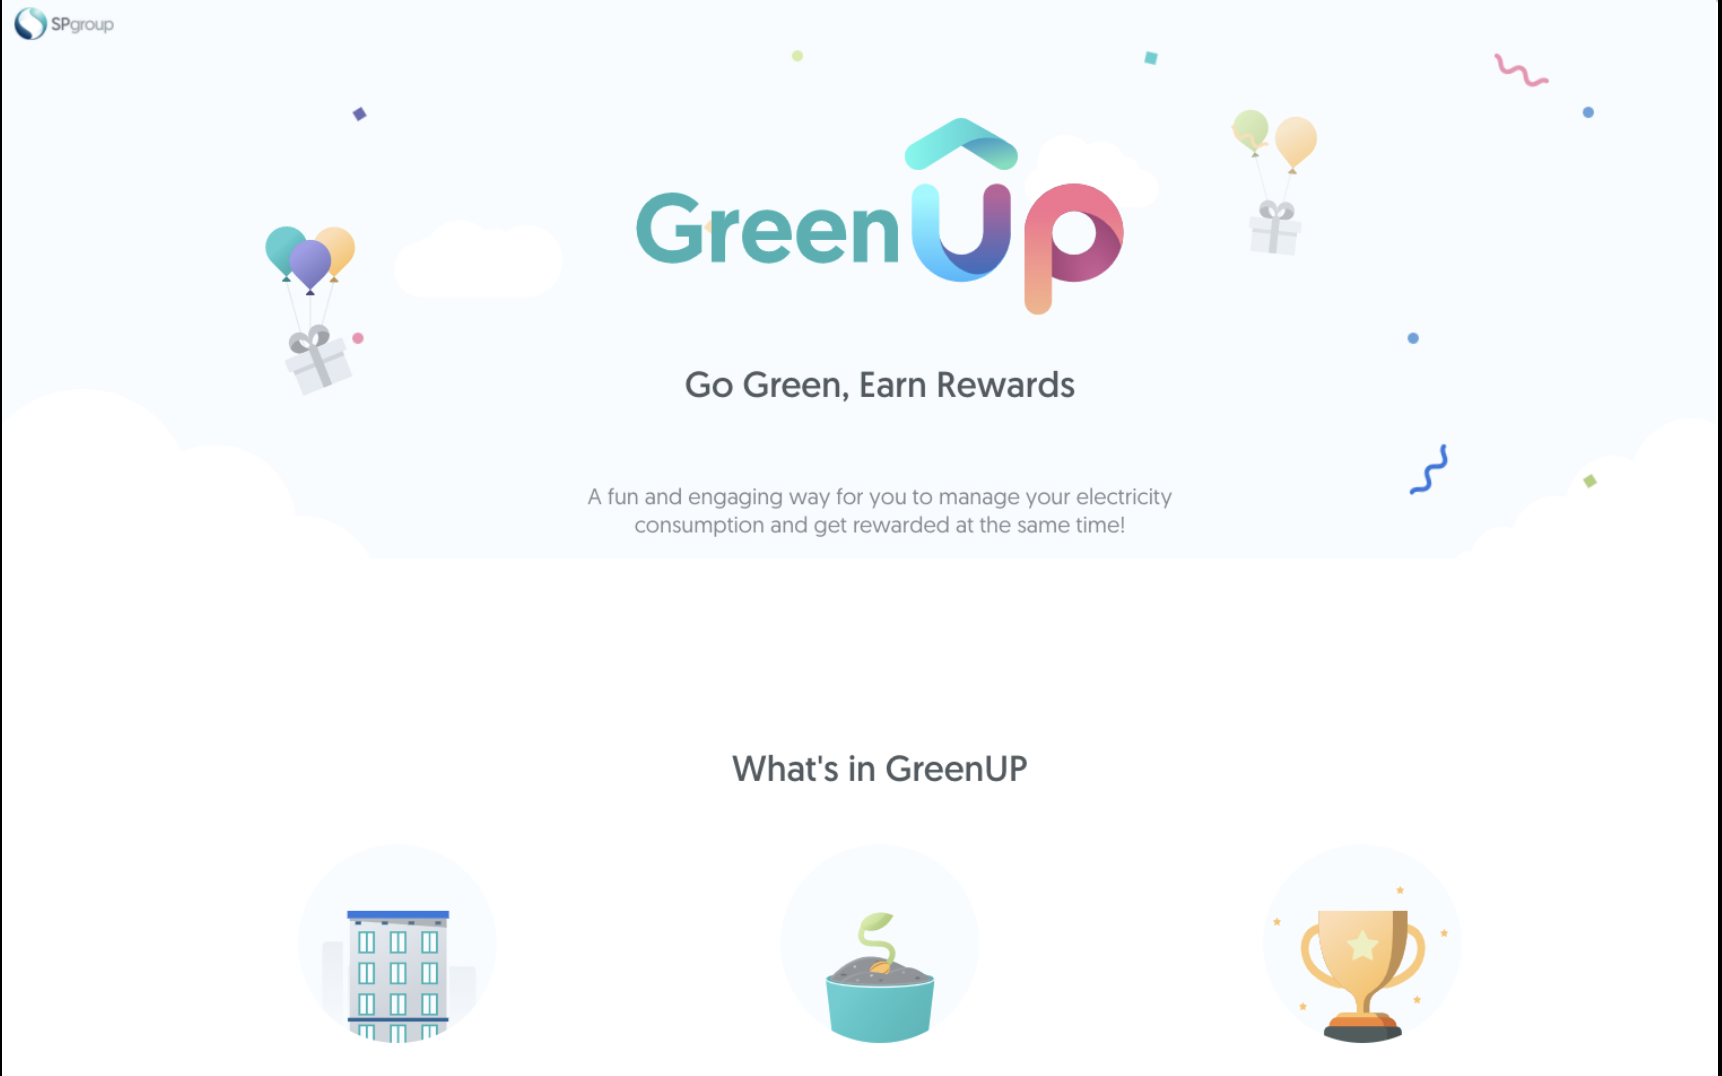 SPgroup
GreenUp
Go Green, Earn Rewards
A fun and engaging way for you to manage your electricity
consumption and get rewarded at the same time!
What's in GreenUP